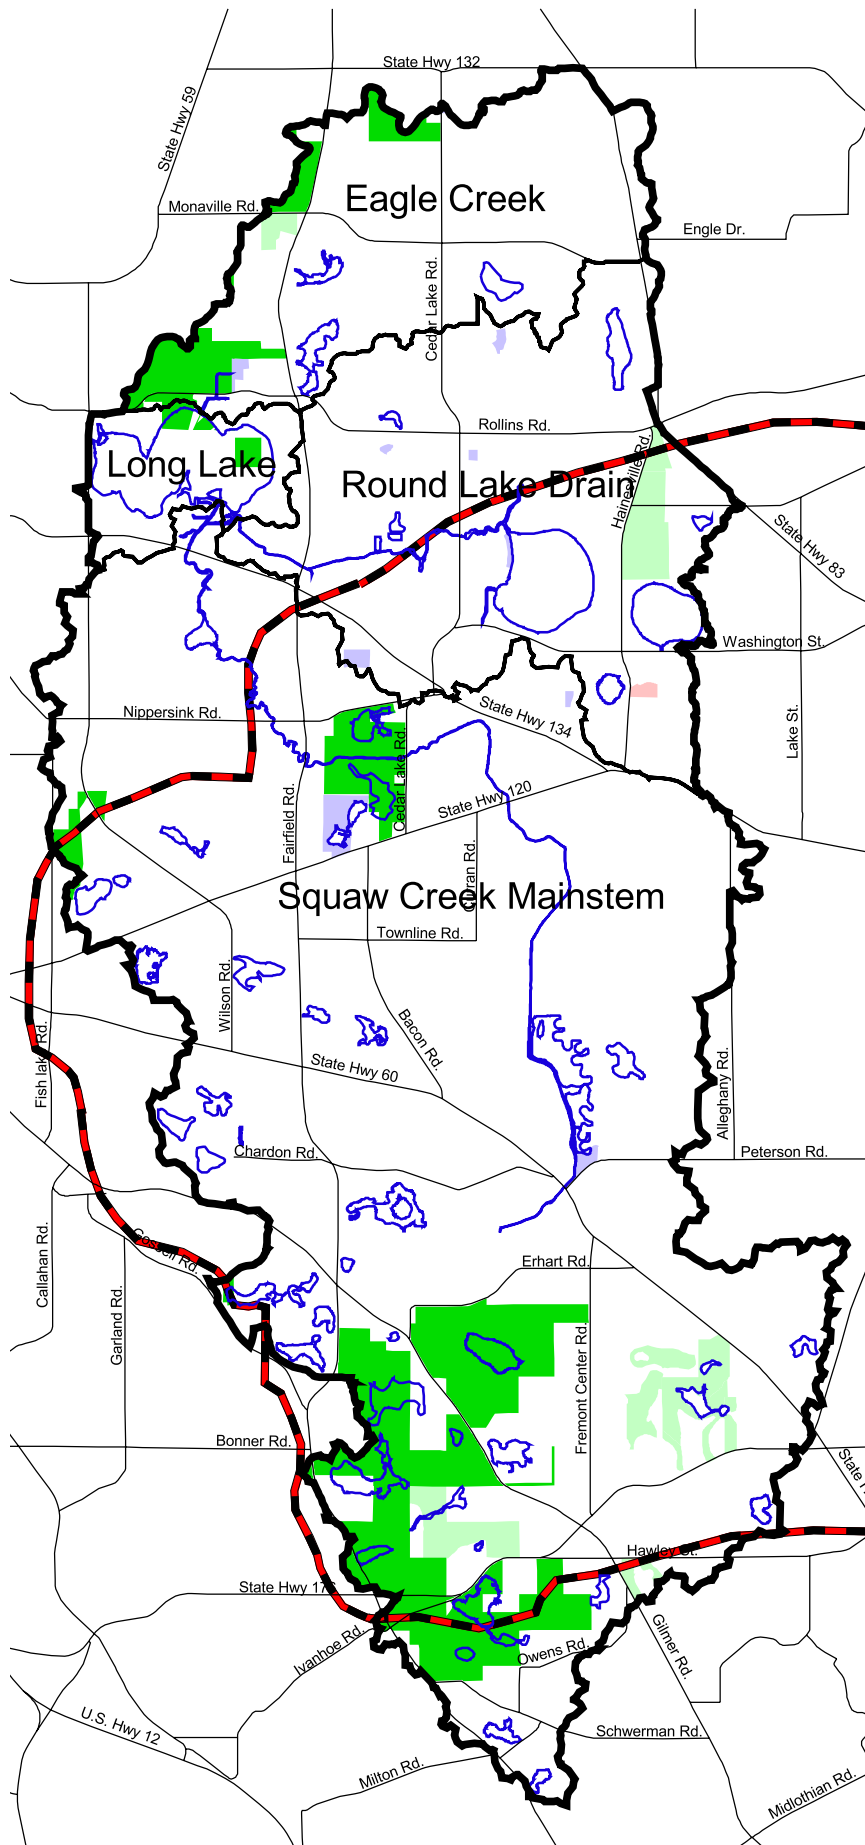 State Hwy 132
State Hwy 59
Eagle Creek
Monaville Rd.
Engle Dr.
Cedar Lake Rd.
Rollins Rd.
Hainesville Rd.
Long Lake
Round Lake Drain
State Hwy 83
Washington St.
Nippersink Rd.
State Hwy 134
Lake St.
Cedar Lake Rd.
State Hwy 120
Fairfield Rd.
Curran Rd.
Squaw Creek Mainstem
Townline Rd.
Wilson Rd.
Bacon Rd.
Fish lake Rd.
State Hwy 60
Alleghany Rd.
Chardon Rd.
Peterson Rd.
Callahan Rd.
Gossell Rd.
Erhart Rd.
Garland Rd.
Fremont Center Rd.
Bonner Rd.
State
Hawley St.
State Hwy 176
Ivanhoe Rd.
Owens Rd.
Gilmer Rd.
U.S. Hwy 12
Schwerman Rd.
Milton Rd.
Midlothian Rd.